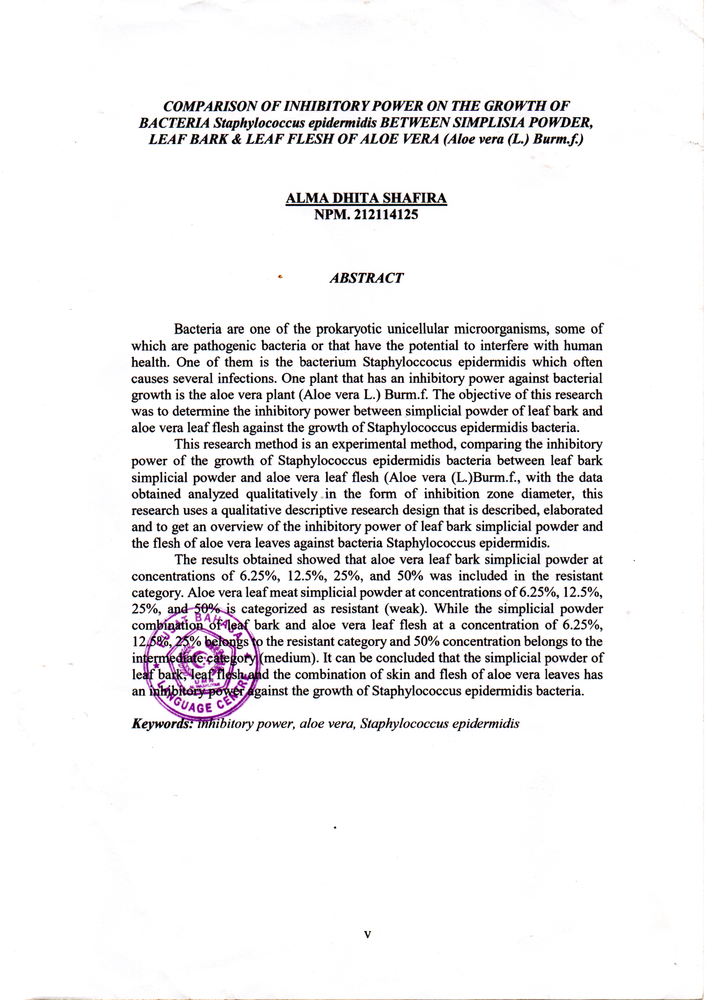 COMPARISON OF INHIBITORY POWER ON THE GROWTH OF
BACTERIA Staphylococcus epidermidis BETWEEN SIMPLISIA POWDER,
LEAF BARK & LEAF FLESH OF ALOE VERA (Aloe vera (L.) Burm.f.)
ALMA DHITA SHAFIRA
NPM. 212114125
ABSTRACT
Bacteria are one of the prokaryotic unicellular microorganisms, some of
which are pathogenic bacteria or that have the potential to interfere with human
health. One of them is the bacterium Staphyloccocus epidermidis which often
causes several infections. One plant that has an inhibitory power against bacterial
growth is the aloe vera plant (Aloe vera L.) Burm.f. The objective of this research
was to determine the inhibitory power between simplicial powder of leaf bark and
aloe vera leaf flesh against the growth of Staphylococcus epidermidis bacteria.
This research method is an experimental method, comparing the inhibitory
power of the growth of Staphylococcus epidermidis bacteria between leaf bark
simplicial powder and aloe vera leaf flesh (Aloe vera (L.)Burm.f., with the data
obtained analyzed qualitatively in the form of inhibition zone diameter, this
research uses a qualitative descriptive research design that is described, elaborated
and to get an overview of the inhibitory power of leaf bark simplicial powder and
the flesh of aloe vera leaves against bacteria Staphylococcus epidermidis.
The results obtained showed that aloe vera leaf bark simplicial powder at
concentrations of 6.25%, 12.5%, 25%, and 50% was included in the resistant
category. Aloe vera leaf meat simplicial powder at concentrations of 6.25%, 12.5%,
25%, and 50% is categorized as resistant (weak). While the simplicial powder
combination of leaf bark and aloe vera leaf flesh at a concentration of 6.25%,
12.5%, 25% belongs to the resistant category and 50% concentration belongs to the
intermediate category (medium). It can be concluded that the simplicial powder of
leaf bark, leaf flesh and the combination of skin and flesh of aloe vera leaves has
an inhibitory power against the growth of Staphylococcus epidermidis bacteria.
PUSAT BAHASA
UMN
AL WASHLIYAH
LANGUAGE CENTRE
Keywords: inhibitory power, aloe vera, Staphylococcus epidermidis
v